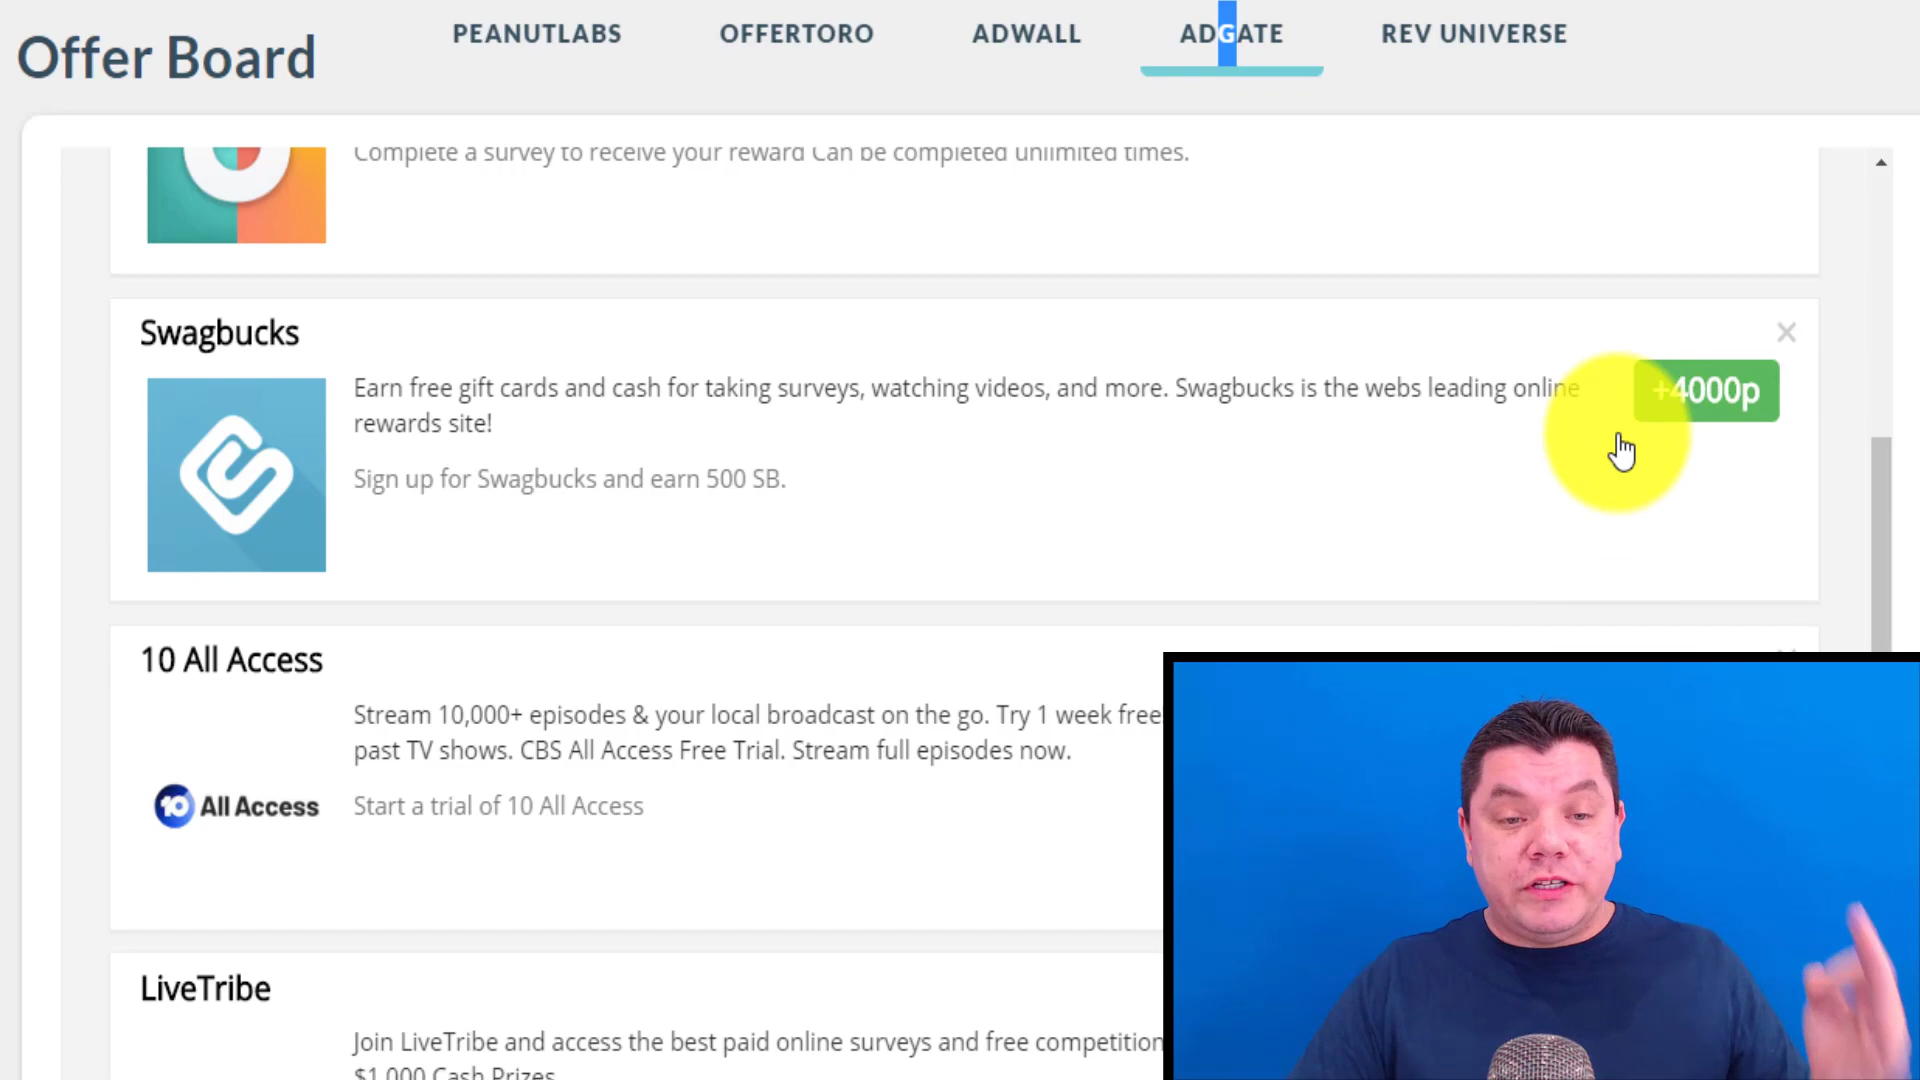 Offer Board
PEANUTLABS
OFFERTORO
ADWALL
ADGATE
REV UNIVERSE
Complete a survey to receive your reward Can be completed unlimited times.
Swagbucks
Earn free gift cards and cash for taking surveys, watching videos, and more. Swagbucks is the webs leading online
rewards site!
+4000p
Sign up for Swagbucks and earn 500 SB.
10 All Access
Stream 10,000+ episodes & your local broadcast on the go. Try 1 week free
past TV shows. CBS All Access Free Trial. Stream full episodes now.
10 All Access
Start a trial of 10 All Access
LiveTribe
Join LiveTribe and access the best paid online surveys and free competition
$1,000 Cash Prizes